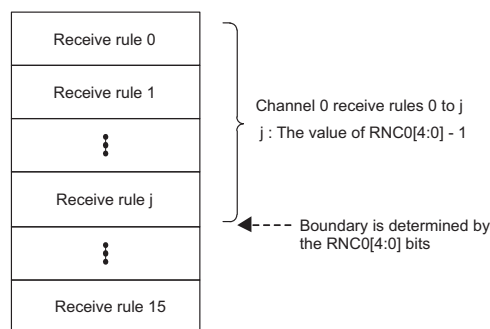 Receive rule 0
Receive rule 1
Receive rule j
Receive rule 15
Channel 0 receive rules 0 to j
j : The value of RNC0[4:0] - 1
Boundary is determined by
the RNC0[4:0] bits